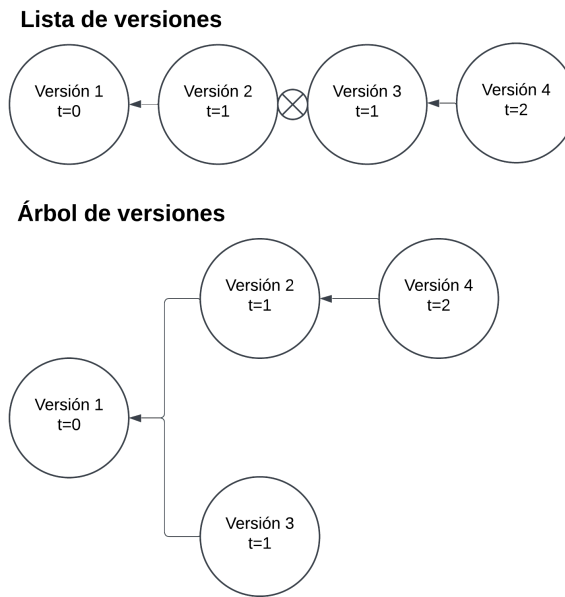 Lista de versiones
Versión 1
t=0
Versión 2
t=1
Versión 3
t=1
Versión 4
t=2
Árbol de versiones
Versión 2
t=1
Versión 4
t=2
Versión 1
t=0
Versión 3
t=1